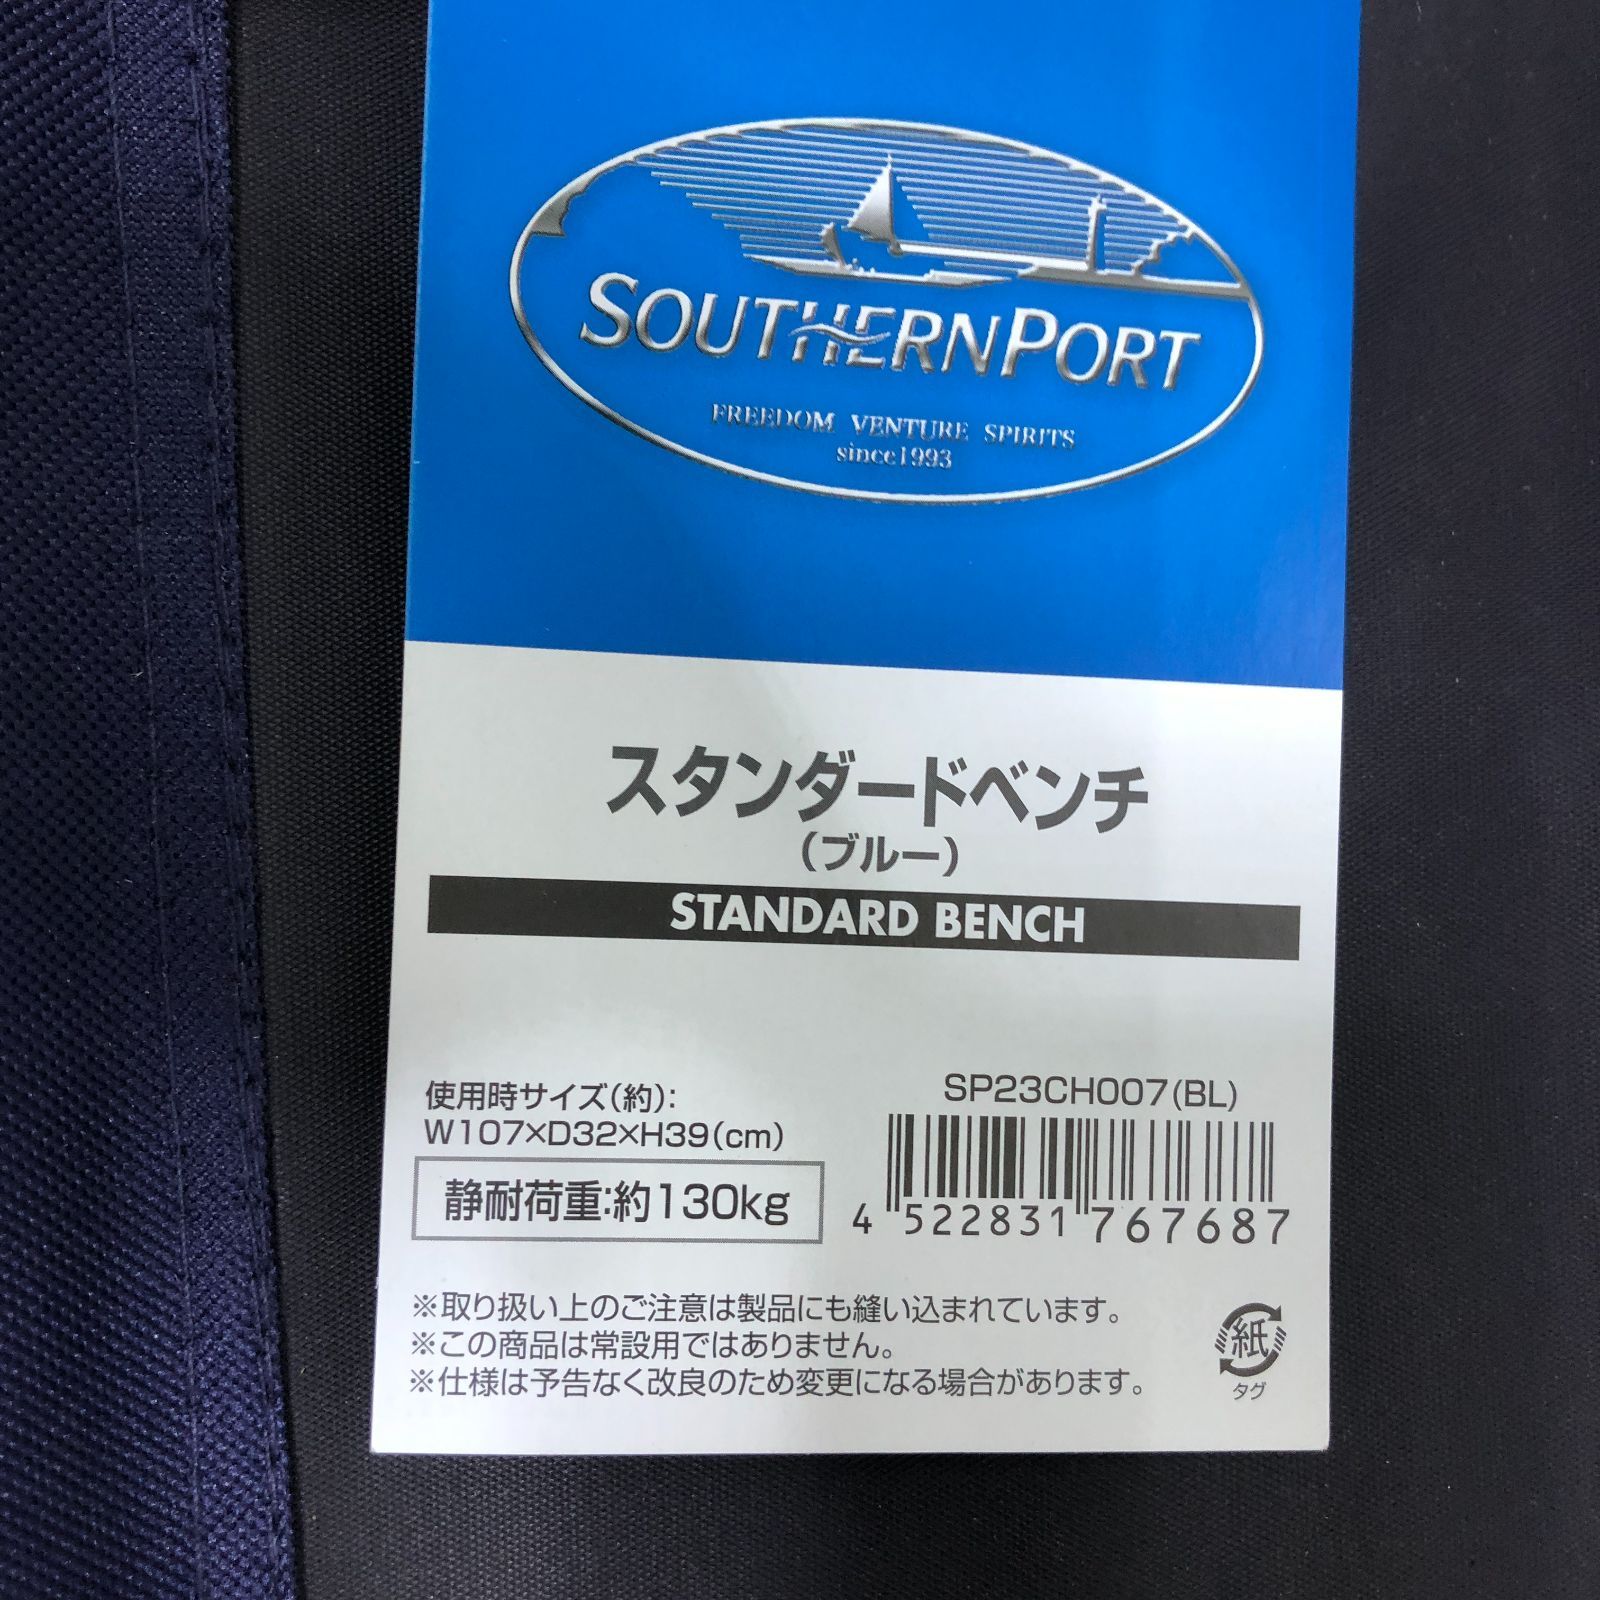 SOUTHERNPORT
FREEDOM VENTURE SPIRITS
since1993
スタンダードベンチ
(ブルー)
STANDARD BENCH
使用時サイズ(約):
W107×D32×H39(cm)
静耐荷重:約130kg
SP23CH007(BL)
4 522831 767687
※取り扱い上のご注意は製品にも縫い込まれています。
※この商品は常設用ではありません。
※仕様は予告なく改良のため変更になる場合があります。
紙
タグ